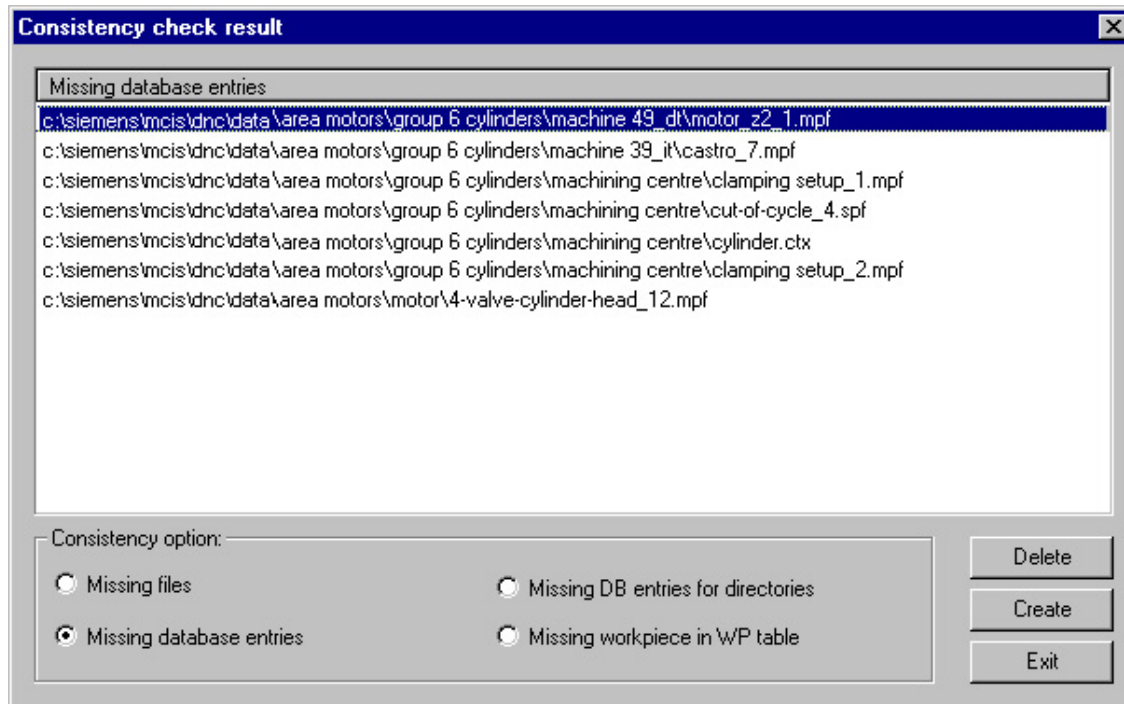 Consistency check result
Missing database entries
c:\siemens\mcis\dnc\data\area motors\group 6 cylinders\machine 49_dt\motor_z2_1.mpf
c:\siemens\mcis\dnc\data\area motors\group 6 cylinders\machine 39_it\castro_7.mpf
c:\siemens\mcis\dnc\data\area motors\group 6 cylinders\machining centre\clamping setup_1.mpf
c:\siemens\mcis\dnc\data\area motors\group 6 cylinders\machining centre\cut-of-cycle_4.spf
c:\siemens\mcis\dnc\data\area motors\group 6 cylinders\machining centre\cylinder.ctx
c:\siemens\mcis\dnc\data\area motors\group 6 cylinders\machining centre\clamping setup_2.mpf
c:\siemens\mcis\dnc\data\area motors\motor\4-valve-cylinder-head_12.mpf
Consistency option:
Missing files
Missing DB entries for directories
Missing database entries
Missing workpiece in WP table
Delete
Create
Exit